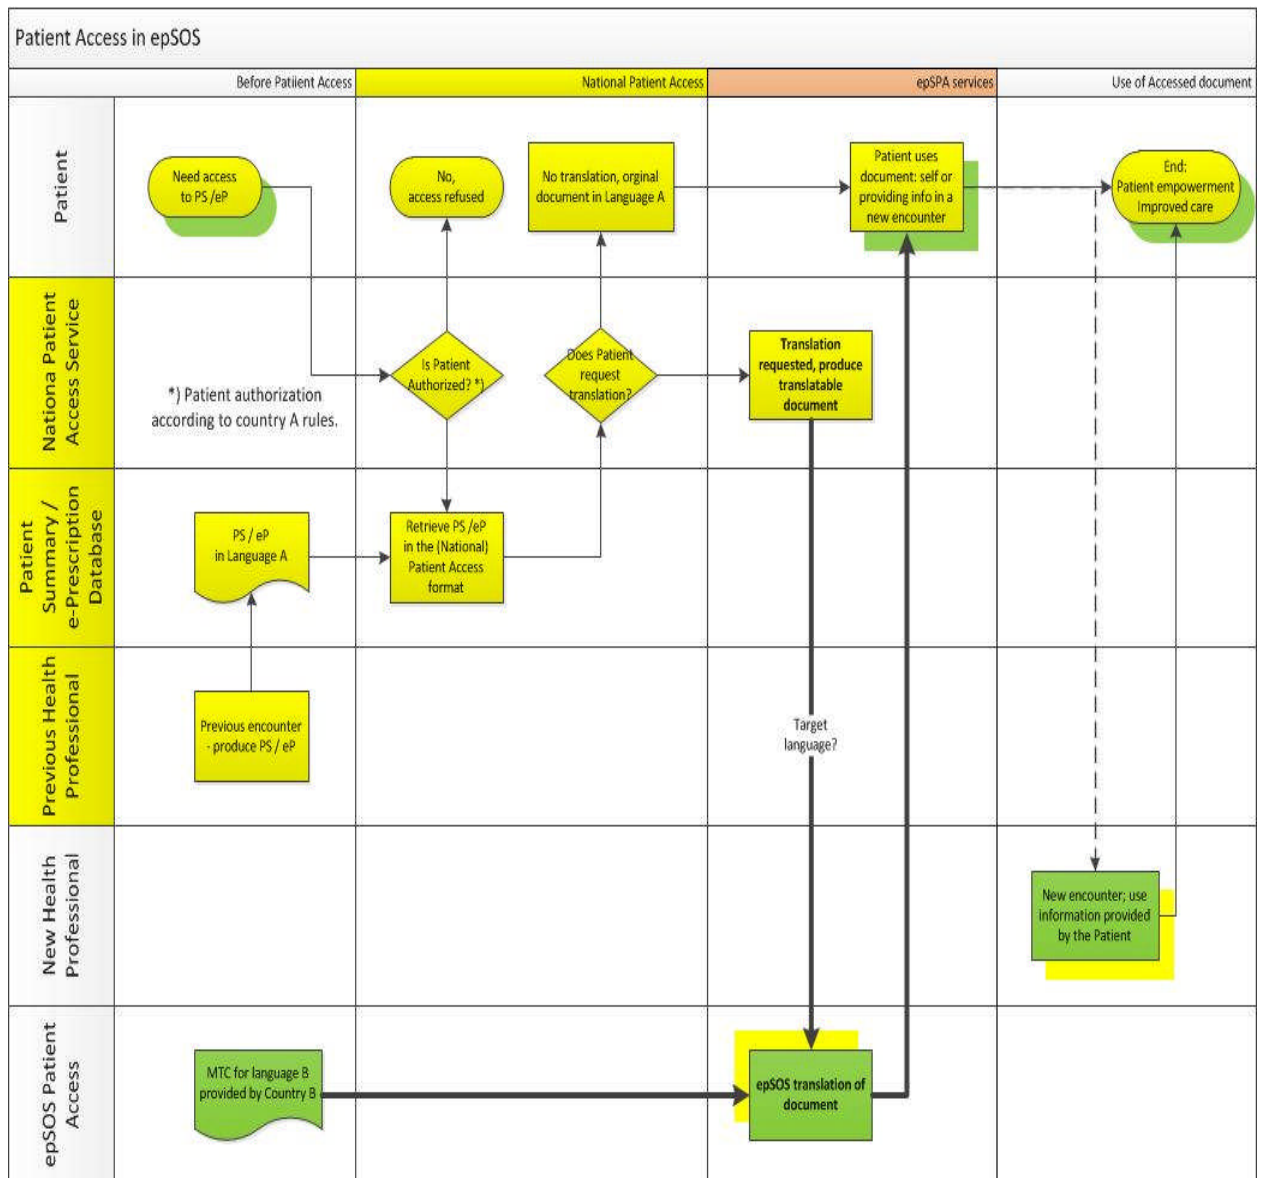 Patient Access in epSOS
Before Patiient Access
National Patient Access
epSPA services
Use of Accessed document
Patient
Need access
to PS /eP
No,
access refused
No translation, orginal
document in Language A
Patient uses
document: self or
providing info in a
new encounter
End:
Patient empowerment
Improved care
Nationa Patient
Access Service
*) Patient authorization
according to country A rules.
Is Patient
Authorized? *)
Does Patient
request
translation?
Translation
requested, produce
translatable
document
Patient
Summary /
e-Prescription
Database
PS / eP
in Language A
Retrieve PS /eP
in the (National)
Patient Access
format
Previous Health
Professional
Previous encounter
- produce PS / eP
Target
language?
New Health
Professional
New encounter; use
information provided
by the Patient
epSOS Patient
Access
MTC for language B
provided by Country B
epSOS translation of
document